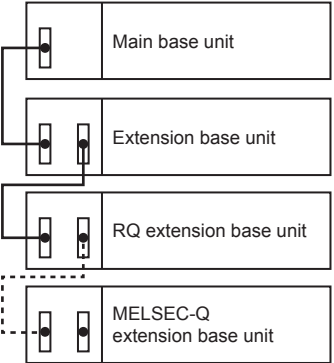 Main base unit
Extension base unit
RQ extension base unit
MELSEC-Q
extension base unit